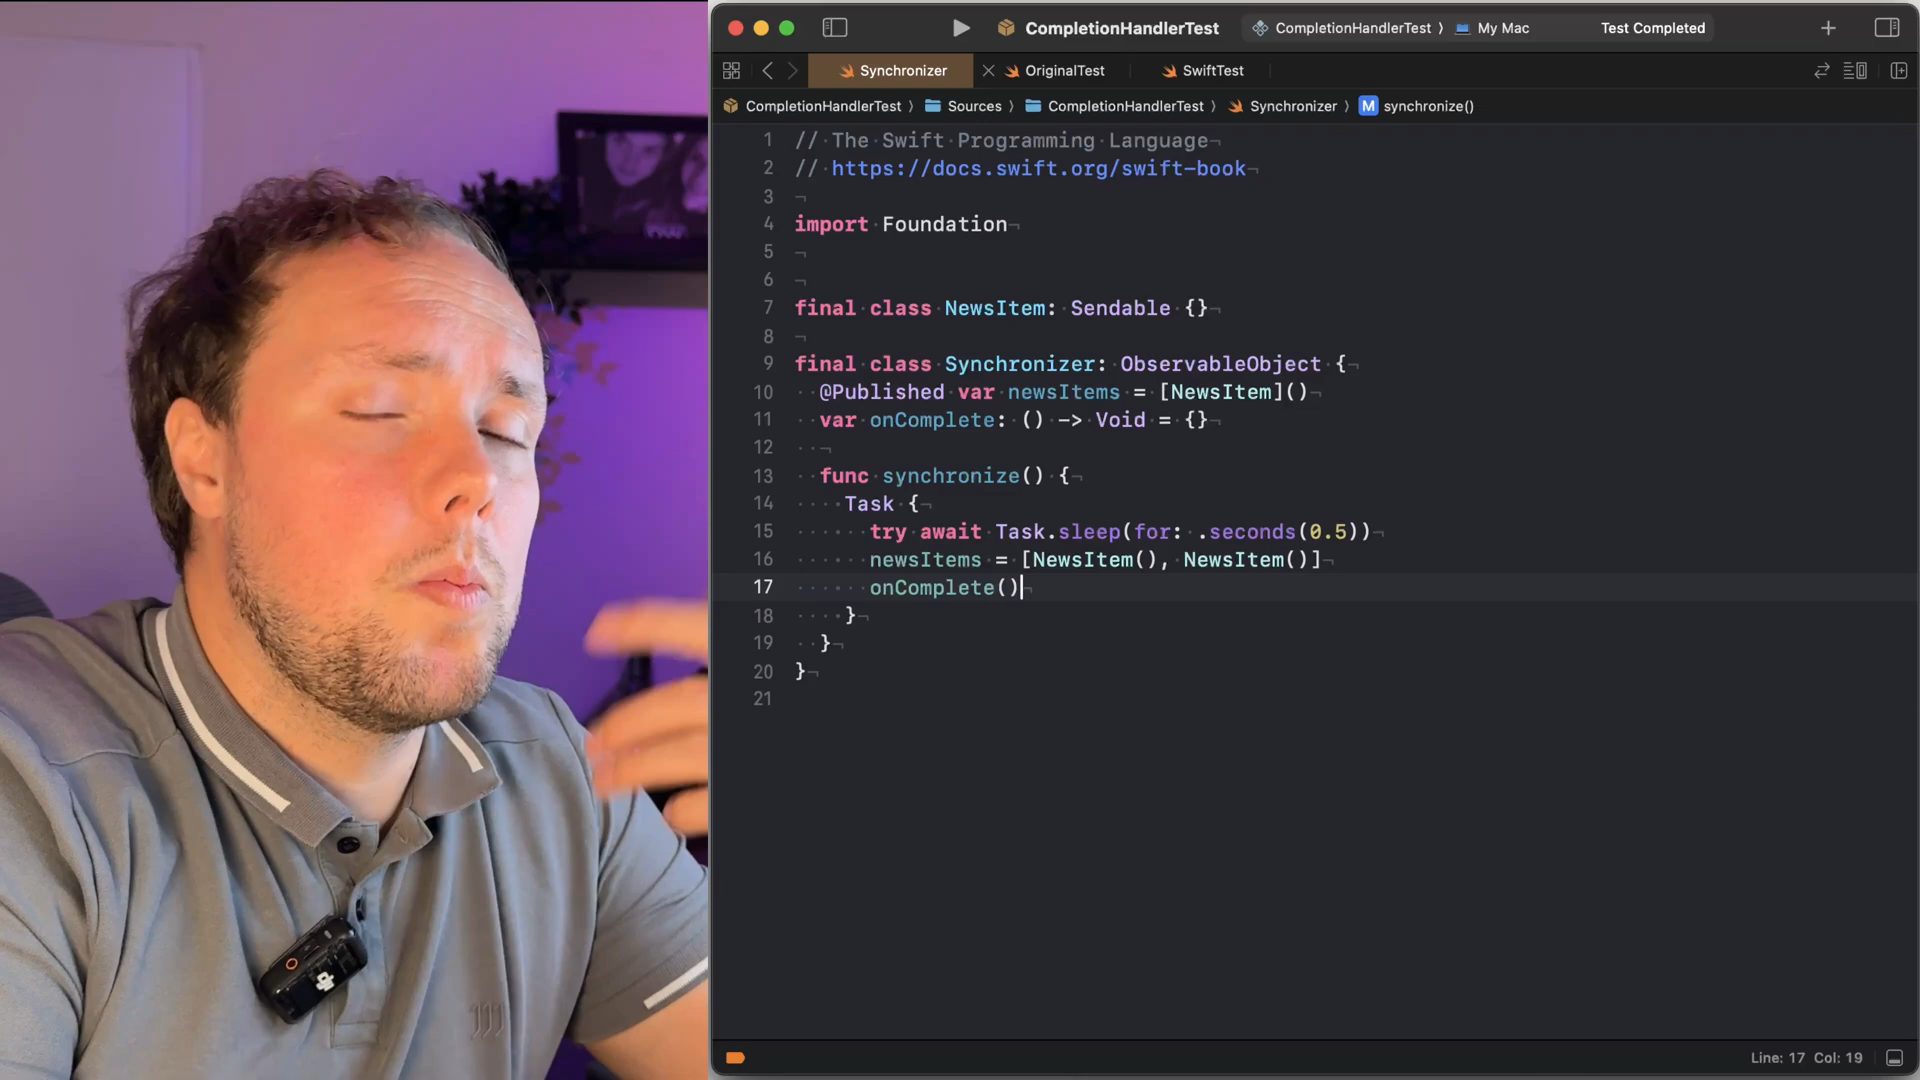 CompletionHandlerTest
CompletionHandlerTest 〉 My Mac
Test Completed
Synchronizer
OriginalTest
SwiftTest
CompletionHandlerTest 〉 Sources 〉 CompletionHandlerTest 〉 Synchronizer 〉 M synchronize()
1 // The Swift Programming Language
2 // https://docs.swift.org/swift-book
3
4 import Foundation
5
6
7 final class NewsItem: Sendable {}
8
9 final class Synchronizer: ObservableObject {
10 @Published var newsItems = [NewsItem]()
11 var onComplete: () -> Void = {}
12
13 func synchronize() {
14 Task {
15 try await Task.sleep(for: .seconds(0.5))
16 newsItems = [NewsItem(), NewsItem()]
17 onComplete()
18 }
19 }
20 }
21
Line: 17 Col: 19